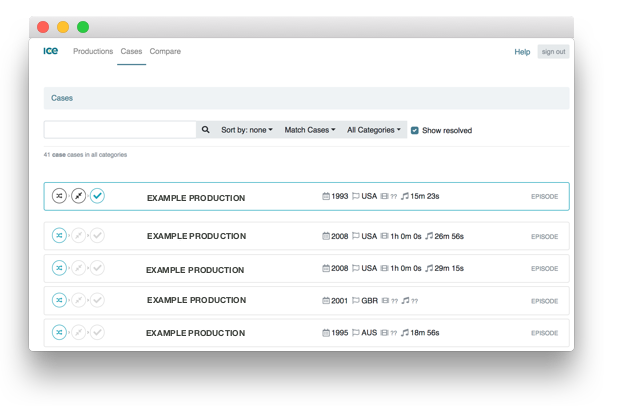 ice Productions Cases Compare Help sign out
Cases
Sort by: none Match Cases All Categories Show resolved
41 case cases in all categories
EXAMPLE PRODUCTION 1993 USA ?? 15m 23s EPISODE
EXAMPLE PRODUCTION 2008 USA 1h 0m 0s 26m 56s EPISODE
EXAMPLE PRODUCTION 2008 USA 1h 0m 0s 29m 15s EPISODE
EXAMPLE PRODUCTION 2001 GBR ?? ?? EPISODE
EXAMPLE PRODUCTION 1995 AUS ?? 18m 56s EPISODE